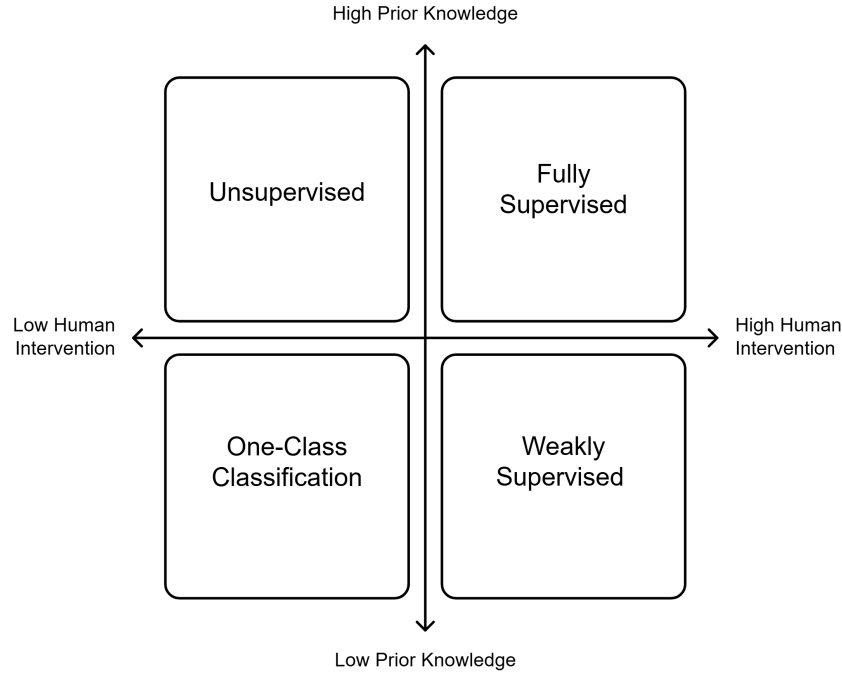 High Prior Knowledge
Unsupervised
Fully
Supervised
Low Human
Intervention
High Human
Intervention
One-Class
Classification
Weakly
Supervised
Low Prior Knowledge